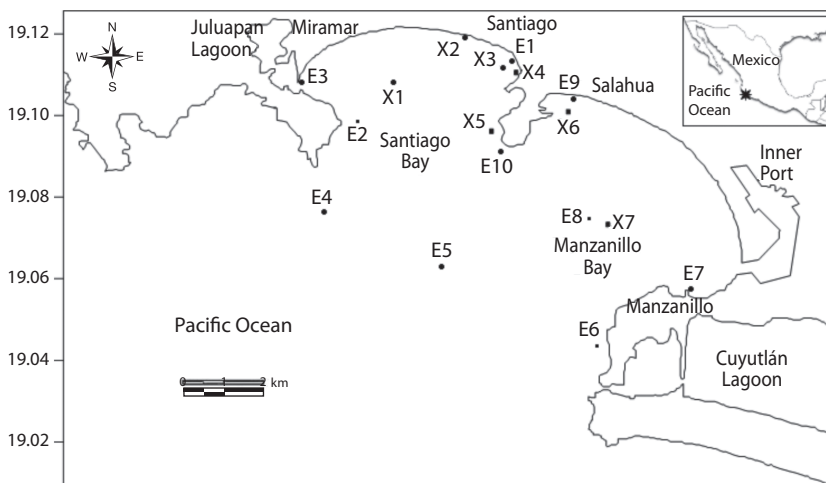 19.12
19.10
19.08
19.06
19.04
19.02
N
W
E
S
Juluapan
Lagoon
Miramar
Santiago
X2
E1
X3
X4
E3
X1
E9
Salahua
E2
X5
X6
Santiago
Bay
E10
E4
E8
X7
Manzanillo
Bay
E5
Inner
Port
E7
Manzanillo
E6
Pacific Ocean
0 1 2 km
Cuyutlán
Lagoon
Mexico
Pacific
Ocean